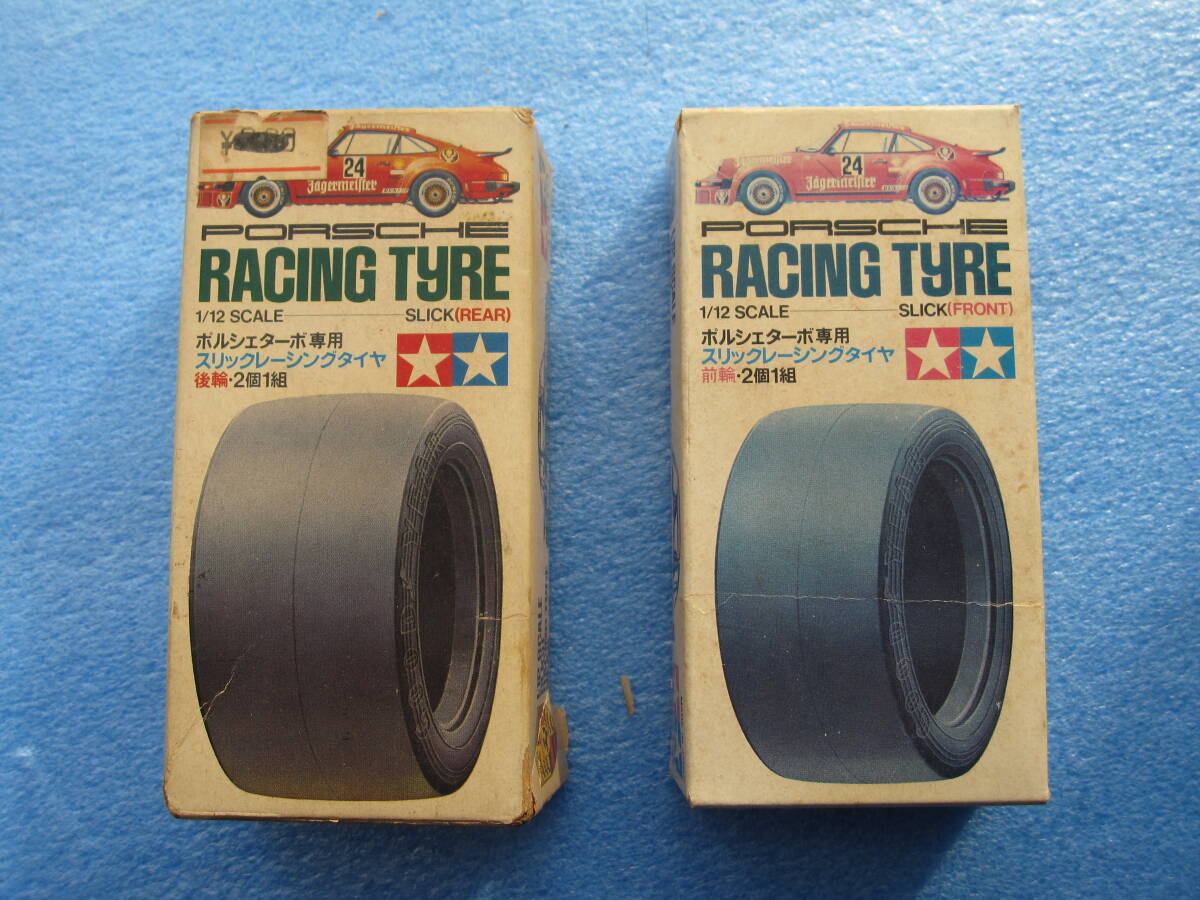 24
Jägermeister
PORSCHE
RACING TYRE
1/12 SCALE SLICK(REAR)
ポルシェターボ専用
スリックレーシングタイヤ
後輪・2個1組
24
Jägermeister
PORSCHE
RACING TYRE
1/12 SCALE SLICK(FRONT)
ポルシェターボ専用
スリックレーシングタイヤ
前輪・2個1組